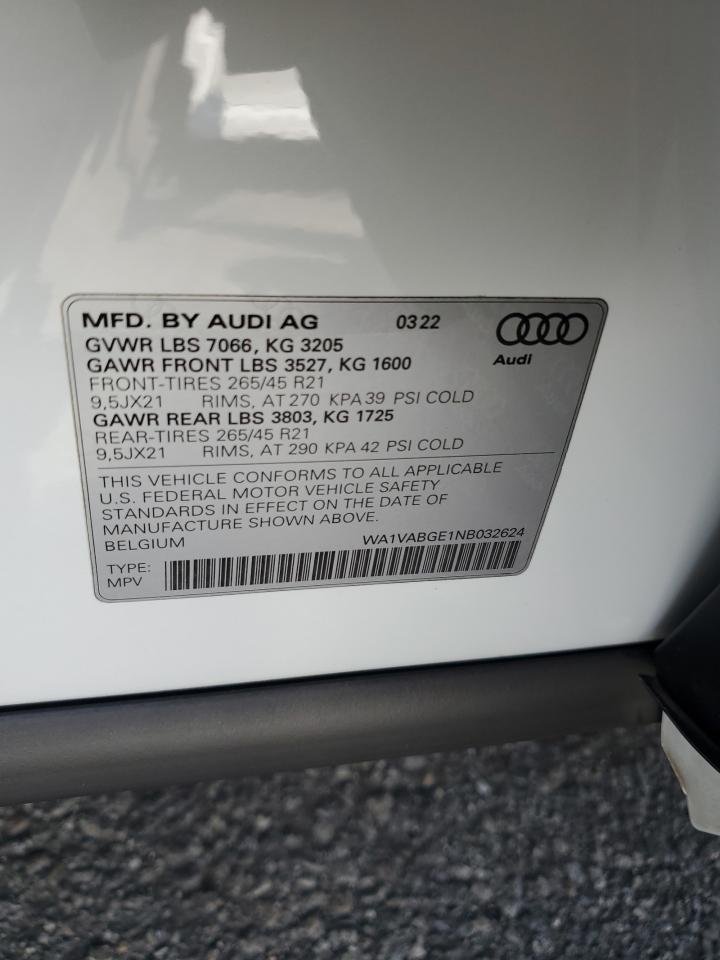 MFD. BY AUDI AG 03 22
GVWR LBS 7066, KG 3205
Audi
GAWR FRONT LBS 3527, KG 1600
FRONT-TIRES 265/45 R21
9,5JX21 RIMS, AT 270 KPA 39 PSI COLD
GAWR REAR LBS 3803, KG 1725
REAR-TIRES 265/45 R21
9,5JX21 RIMS, AT 290 KPA 42 PSI COLD
THIS VEHICLE CONFORMS TO ALL APPLICABLE
U.S. FEDERAL MOTOR VEHICLE SAFETY
STANDARDS IN EFFECT ON THE DATE OF
MANUFACTURE SHOWN ABOVE.
BELGIUM WA1VABGE1NB032624
TYPE:
MPV